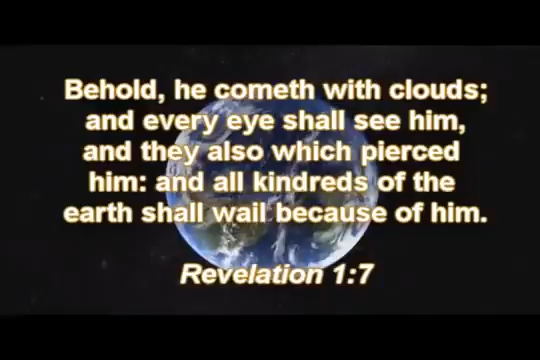 Behold, he cometh with clouds;
and every eye shall see him,
and they also which pierced
him: and all kindreds of the
earth shall wail because of him.
Revelation 1:7